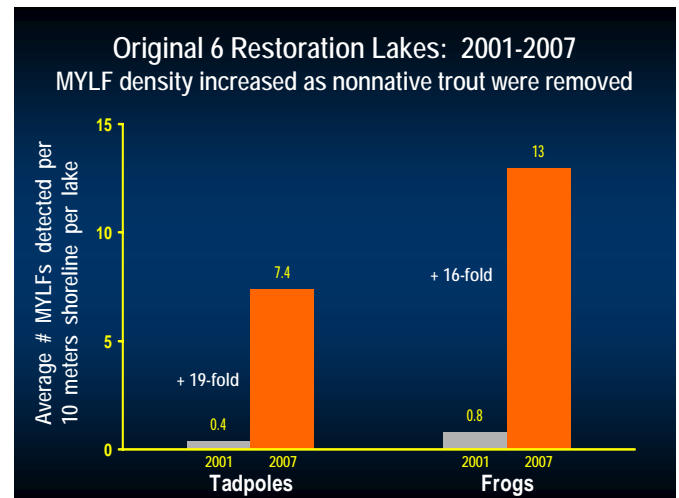 Original 6 Restoration Lakes: 2001-2007
MYLF density increased as nonnative trout were removed
Average # MYLFs detected per
10 meters shoreline per lake
15
10
5
0
13
7.4
+ 16-fold
+ 19-fold
0.4
0.8
2001 2007 2001 2007
Tadpoles Frogs